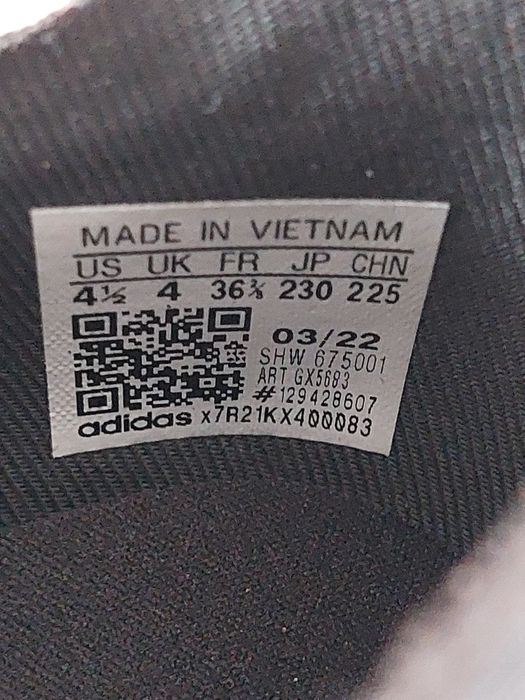 MADE IN VIETNAM
US UK FR JP CHN
4½ 4 36⅔ 230 225
03/22
SHW 675001
ART GX5683
#129428607
adidas x7R21KX400083